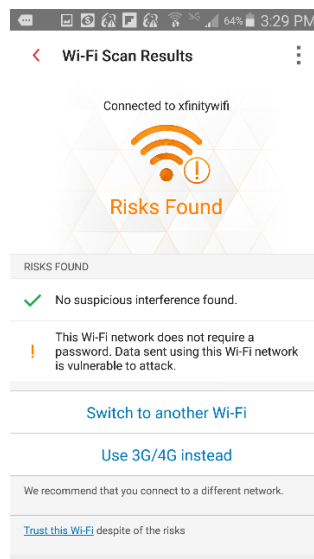 64% 3:29 PM
Wi-Fi Scan Results
Connected to xfinitywifi
Risks Found
RISKS FOUND
No suspicious interference found.
This Wi-Fi network does not require a
password. Data sent using this Wi-Fi network
is vulnerable to attack.
Switch to another Wi-Fi
Use 3G/4G instead
We recommend that you connect to a different network.
Trust this Wi-Fi despite of the risks